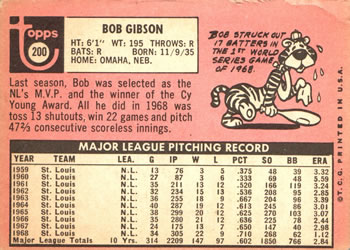 topps
200
BOB GIBSON
HT: 6'1" WT: 195 THROWS: R
BATS: R BORN: 11/9/35
HOME: OMAHA, NEB.
BOB STRUCK OUT
17 BATTERS IN
THE 1ST WORLD
SERIES GAME
OF 1968.
Last season, Bob was selected as the
NL's M.V.P. and the winner of the Cy
Young Award. All he did in 1968 was
toss 13 shutouts, win 22 games and pitch
47⅔ consecutive scoreless innings.
MAJOR LEAGUE PITCHING RECORD
YEAR TEAM LEA. G IP W L PCT SO BB ERA
1959 St. Louis N.L. 13 76 3 5 .375 48 39
1960 St. Louis N.L. 27 87 3 6 .333 69 48
1961 St. Louis N.L. 35 211 13 12 .520 166 119 3.24
1962 St. Louis N.L. 32 234 15 13 .536 208 95 2.85
1963 St. Louis N.L. 36 255 18 9 .667 204 96 3.39
1964 St. Louis N.L. 40 287 19 12 .613 245 86 3.01
1965 St. Louis N.L. 38 299 20 12 .625 270 103 3.07
1966 St. Louis N.L. 35 280 21 12 .636 225 78 2.44
1967 St. Louis N.L. 24 175 13 7 .650 147 40 2.98
1968 St. Louis N.L. 34 305 22 9 .710 268 62 1.12
Major League Totals 10 Yrs. 314 2209 147 97 .602 1850 766 2.84
© T.C.G. PRINTED IN U.S.A.